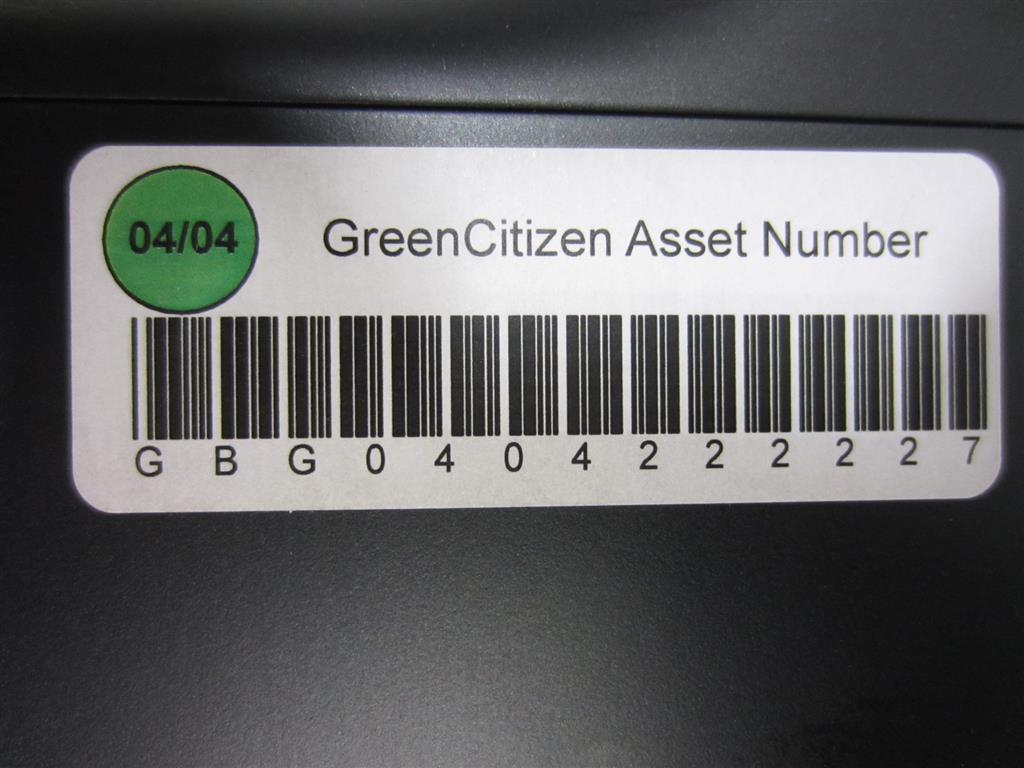 04/04 GreenCitizen Asset Number
G B G 0 4 0 4 2 2 2 2 2 7